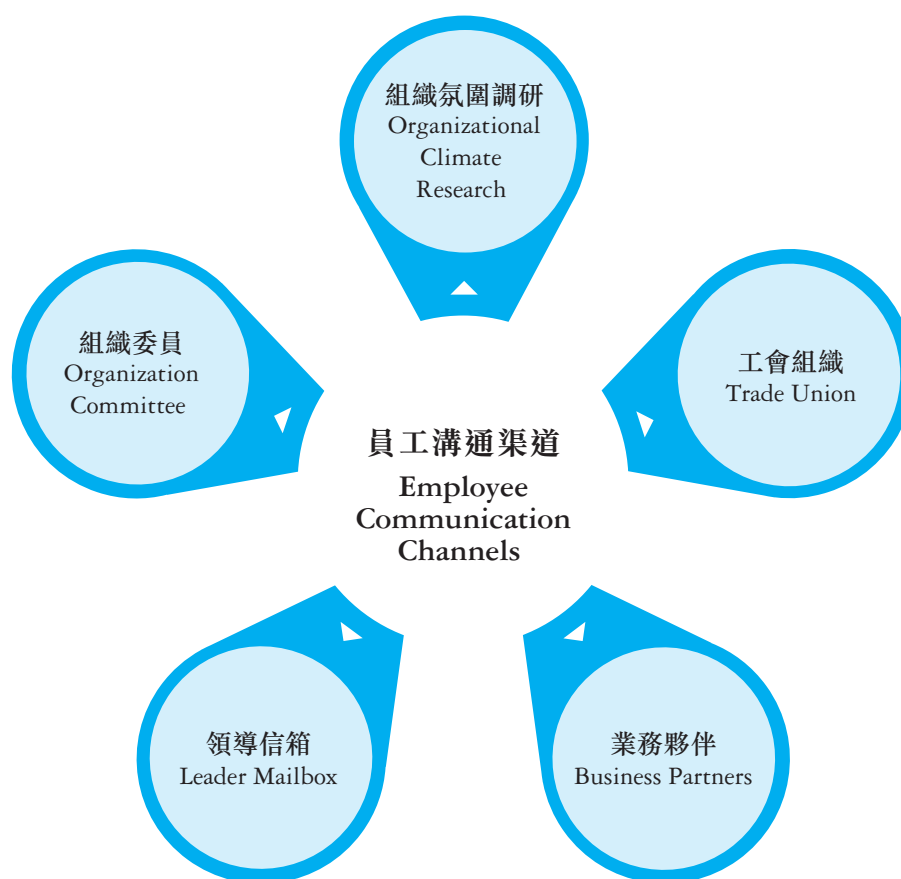 組織氛圍調研
Organizational
Climate
Research
組織委員
Organization
Committee
工會組織
Trade Union
員工溝通渠道
Employee
Communication
Channels
領導信箱
Leader Mailbox
業務夥伴
Business Partners